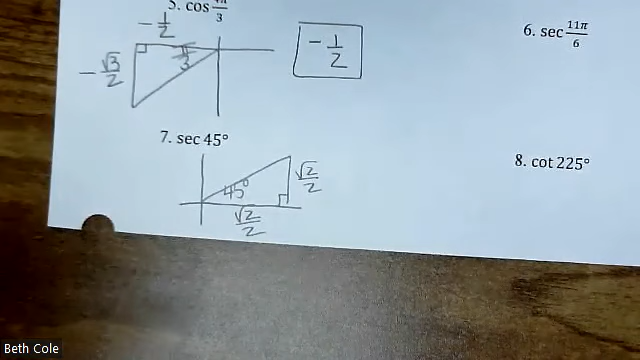 5. cos 4π/3
-1/2
-√3/2
π/3
-1/2
6. sec 11π/6
7. sec 45°
45°
√2/2
√2/2
8. cot 225°
Beth Cole